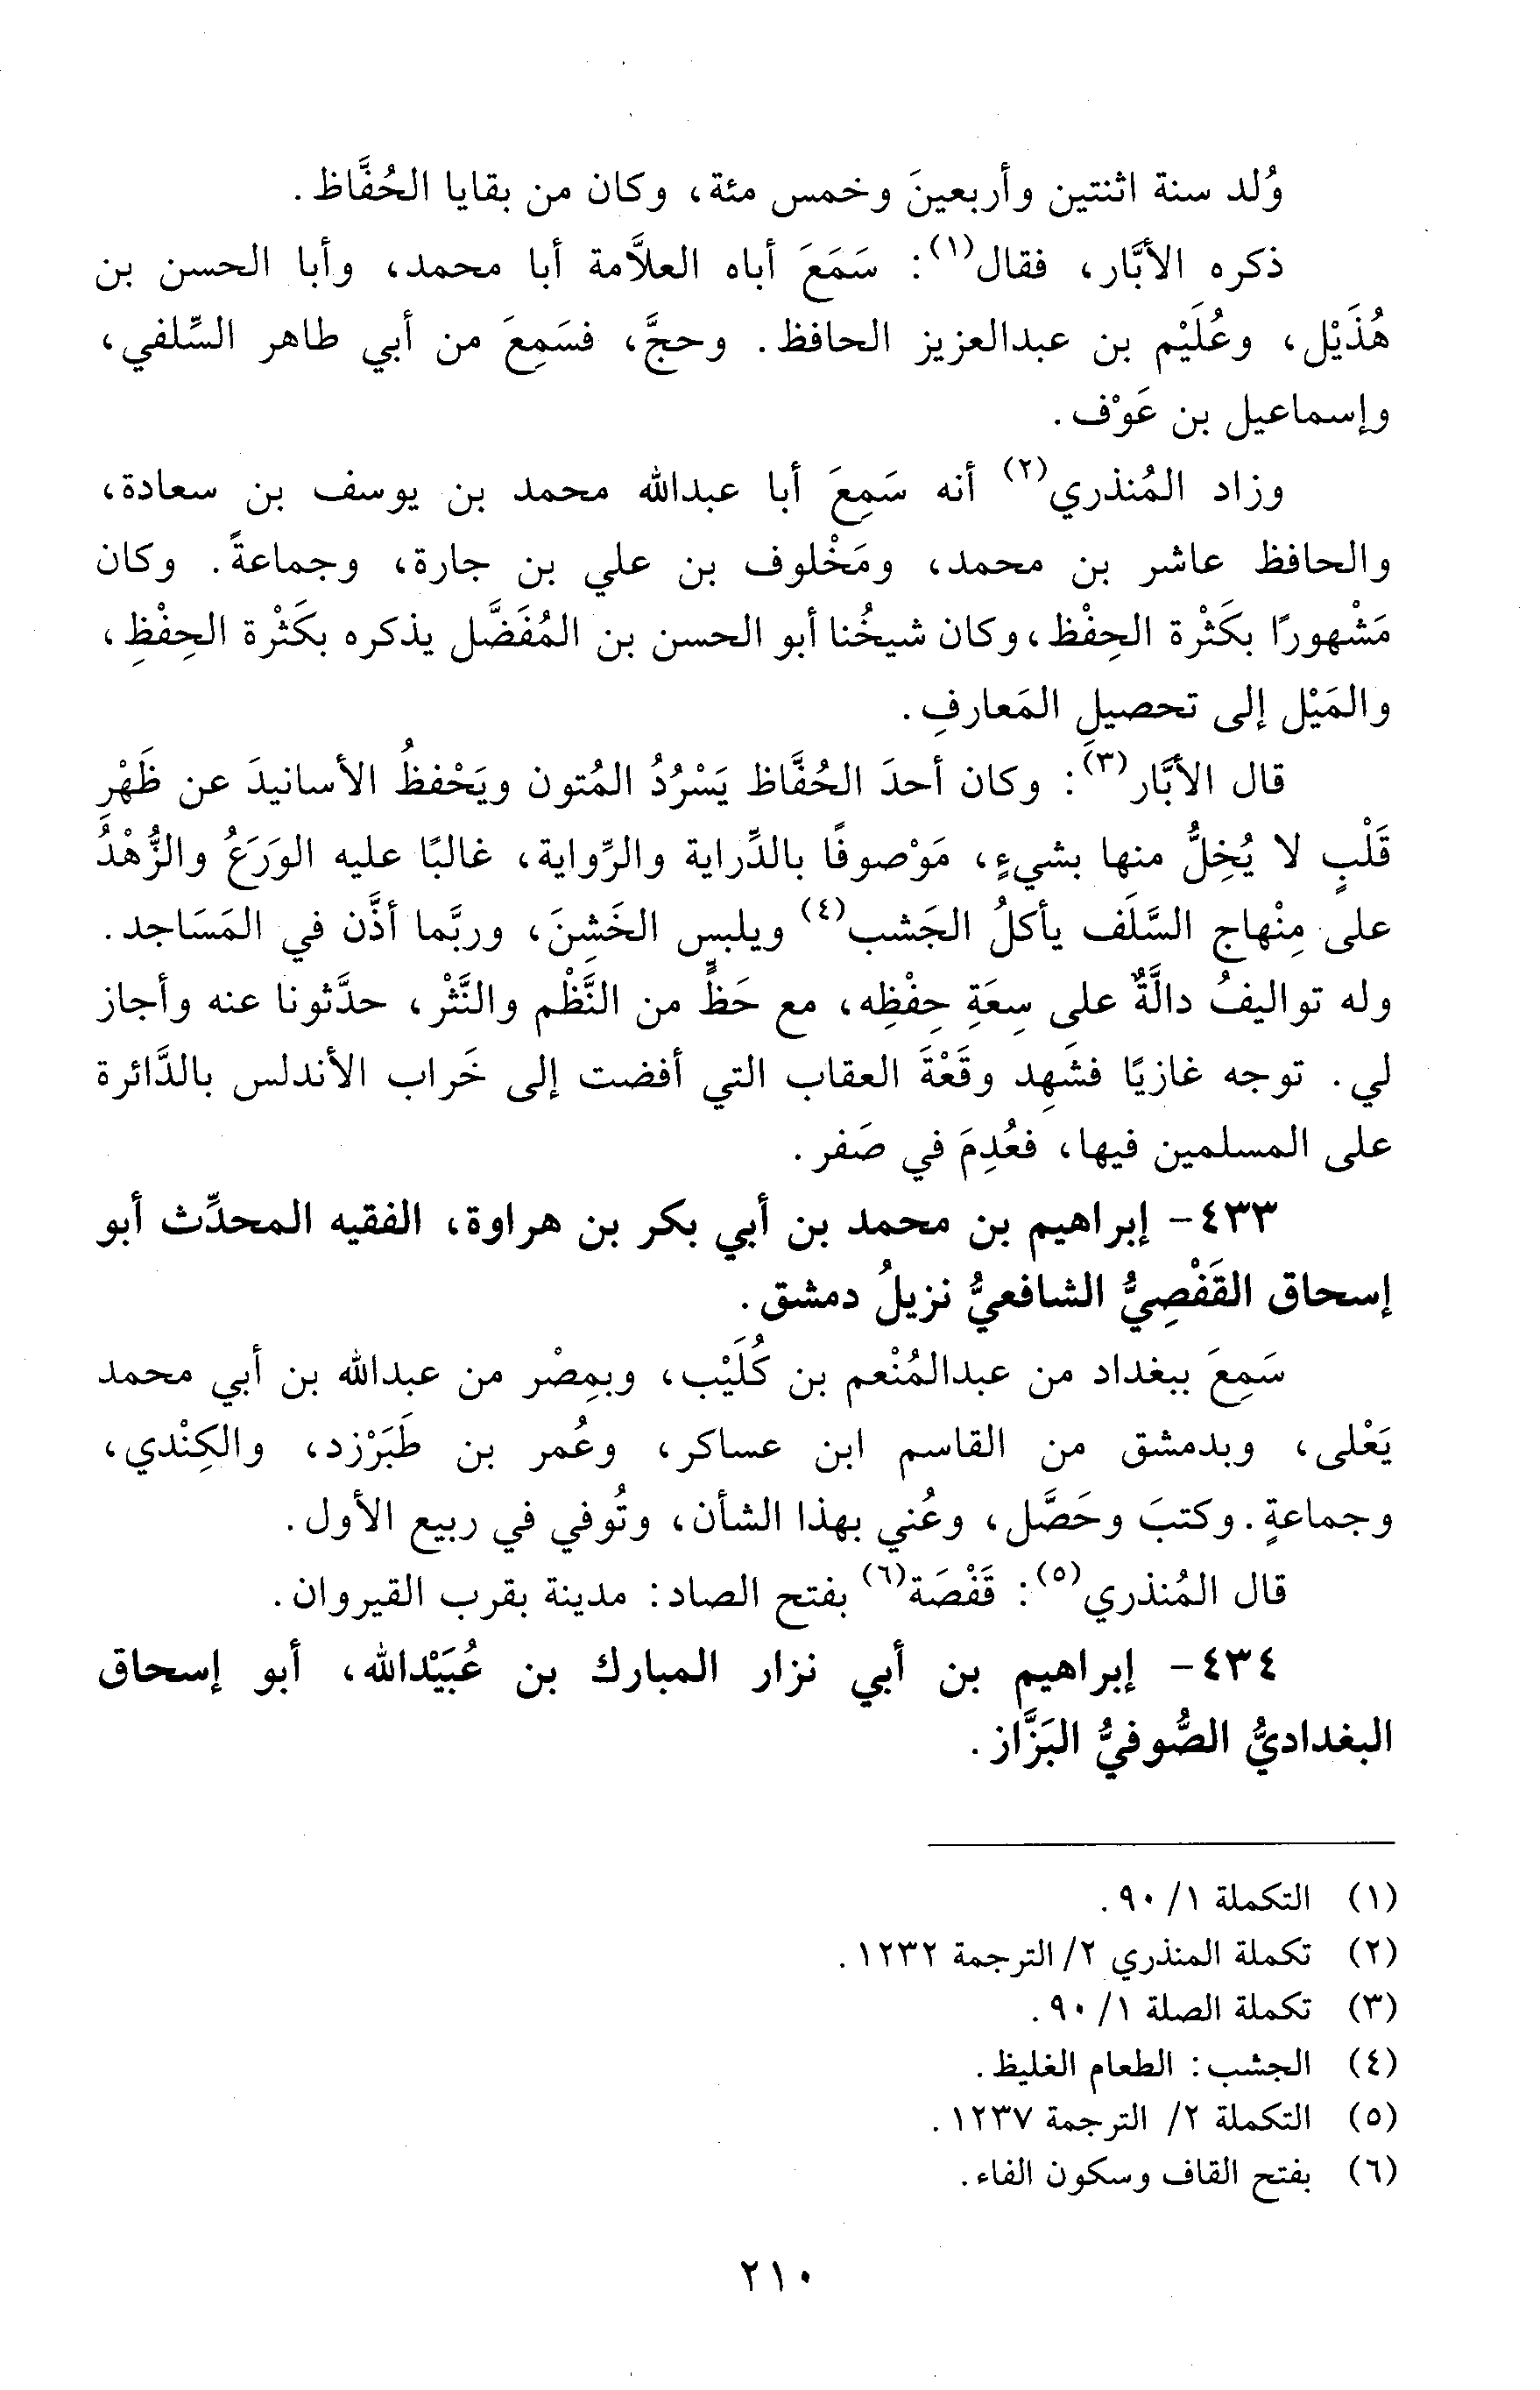 وُلد سنة اثنتين وأربعينَ وخمس مئة، وكان من بقايا الحُفَّاظ.
ذكره الأبَّار، فقال(١): سَمَعَ أباه العلاَّمة أبا محمد، وأبا الحسن بن
هُذَيْل، وعُلَيْم بن عبدالعزيز الحافظ. وحجَّ، فسَمِعَ من أبي طاهر السِّلفي،
وإسماعيل بن عَوْف.
وزاد المُنذري(٢) أنه سَمِعَ أبا عبدالله محمد بن يوسف بن سعادة،
والحافظ عاشر بن محمد، ومَخْلوف بن علي بن جارة، وجماعةً. وكان
مَشْهورًا بكَثْرة الحِفْظ، وكان شيخُنا أبو الحسن بن المُفَضَّل يذكره بكَثْرة الحِفْظِ،
والمَيْل إلى تحصيلِ المَعارفِ.
قال الأبَّار(٣): وكان أحدَ الحُفَّاظ يَسْرُدُ المُتون ويَحْفظُ الأسانيدَ عن ظَهْرِ
قَلْبٍ لا يُخِلُّ منها بشيءٍ، مَوْصوفًا بالدِّراية والرِّواية، غالبًا عليه الوَرَعُ والزُّهْدُ
على مِنْهاج السَّلَف يأكلُ الجَشب(٤) ويلبس الخَشِنَ، وربَّما أذَّن في المَسَاجد.
وله تواليفُ دالَّةٌ على سِعَةِ حِفْظِه، مع حَظٍّ من النَّظْم والنَّثْر، حدَّثونا عنه وأجاز
لي. توجه غازيًا فشَهِد وقَعْةَ العقاب التي أفضت إلى خَراب الأندلس بالدَّائرة
على المسلمين فيها، فعُدِمَ في صَفر.
٤٣٣- إبراهيم بن محمد بن أبي بكر بن هراوة، الفقيه المحدِّث أبو
إسحاق القَفْصِيُّ الشافعيُّ نزيلُ دمشق.
سَمِعَ ببغداد من عبدالمُنْعم بن كُلَيْب، وبمِصْر من عبدالله بن أبي محمد
يَعْلى، وبدمشق من القاسم ابن عساكر، وعُمر بن طَبَرْزد، والكِنْدي،
وجماعةٍ. وكتبَ وحَصَّل، وعُني بهذا الشأن، وتُوفي في ربيع الأول.
قال المُنذري(٥): قَفْصَة(٦) بفتح الصاد: مدينة بقرب القيروان.
٤٣٤- إبراهيم بن أبي نزار المبارك بن عُبَيْدالله، أبو إسحاق
البغداديُّ الصُّوفيُّ البَزَّاز.
(١) التكملة ١/ ٩٠.
(٢) تكملة المنذري ٢/ الترجمة ١٢٣٢.
(٣) تكملة الصلة ١/ ٩٠.
(٤) الجشب: الطعام الغليظ.
(٥) التكملة ٢/ الترجمة ١٢٣٧.
(٦) بفتح القاف وسكون الفاء.
٢١٠